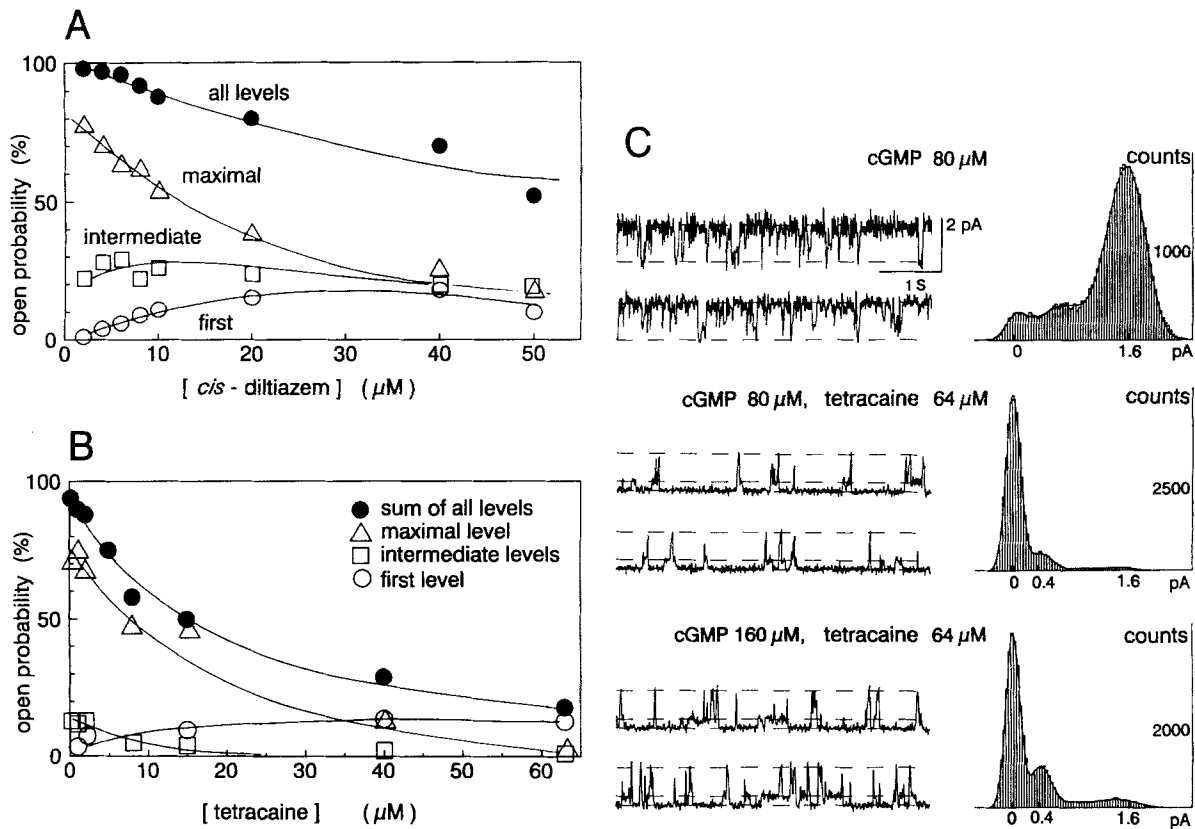 A
100
50
0
open probability (%)
all levels
maximal
intermediate
first
0 10 20 30 40 50
[ cis - diltiazem ] ( μM )
B
100
50
0
open probability (%)
sum of all levels
maximal level
intermediate levels
first level
0 10 20 30 40 50 60
[ tetracaine ] ( μM )
C
cGMP 80 μM
2 pA
1 S
counts
1000
0 1.6 pA
cGMP 80 μM, tetracaine 64 μM
counts
2500
0 0.4 1.6 pA
cGMP 160 μM, tetracaine 64 μM
counts
2000
0 0.4 1.6 pA